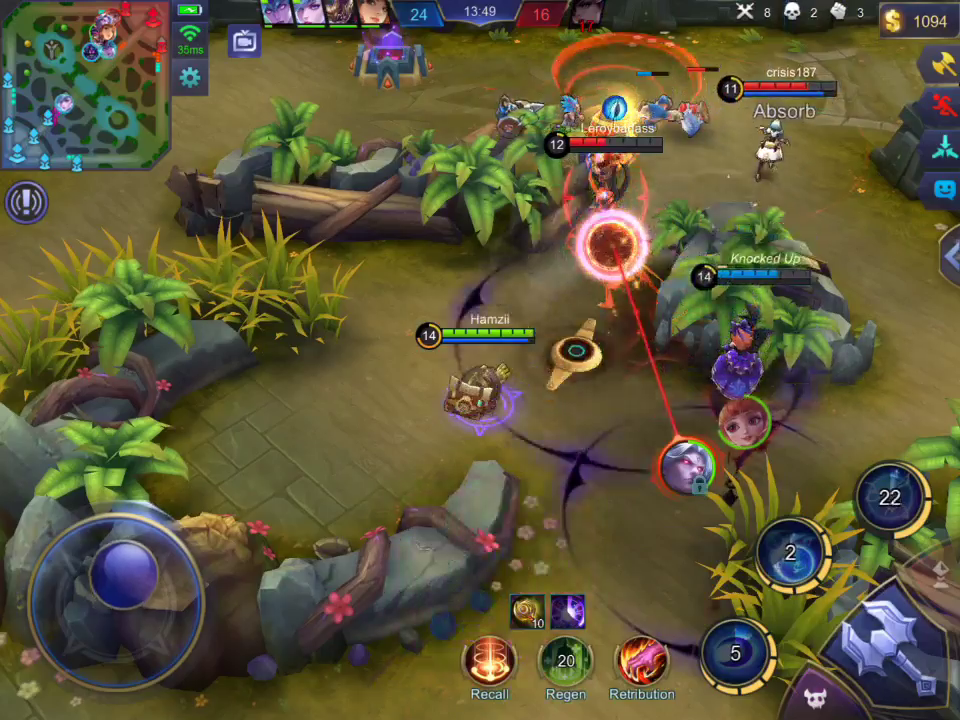 24 13:49 16 8 2 3 1094
17
35ms
crisis187
11
Absorb
Leroybadass
12
Knocked Up
14
Hamzii
14
22
2
10
20
5
Recall Regen Retribution